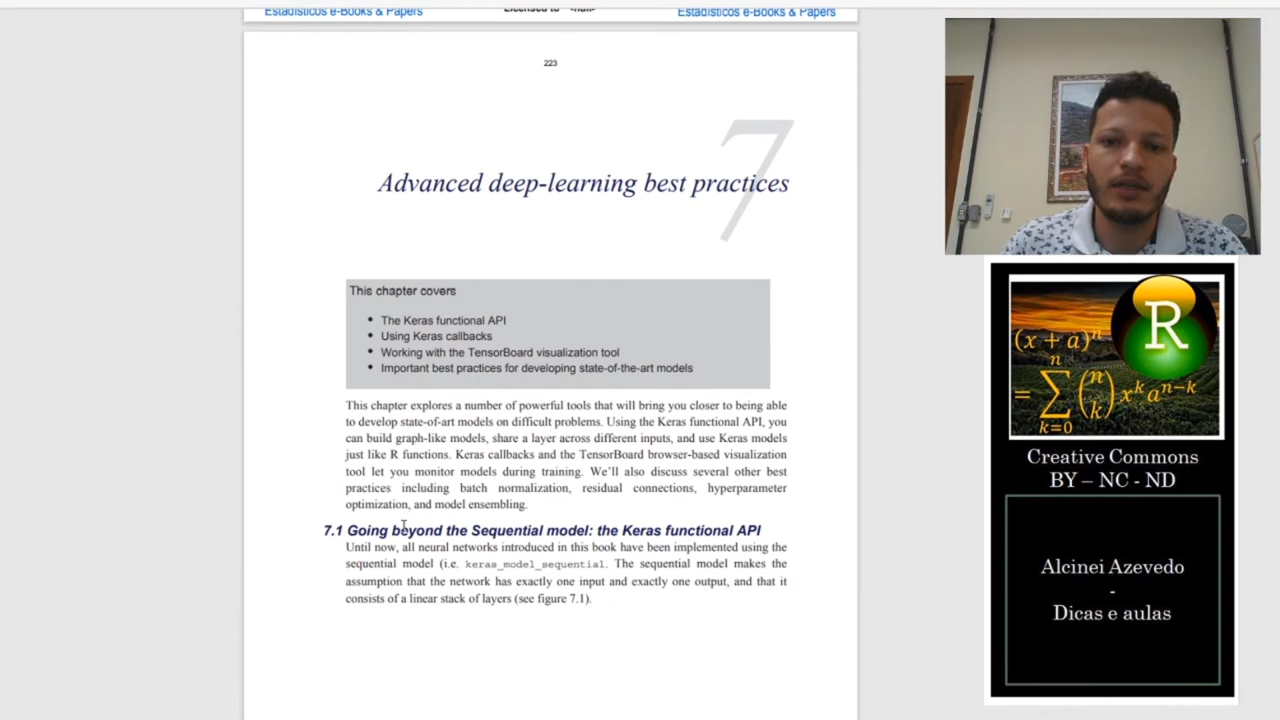 Estadísticos e-Books & Papers
Licensed to <null>
Estadísticos e-Books & Papers
223
7
Advanced deep-learning best practices
This chapter covers
• The Keras functional API
• Using Keras callbacks
• Working with the TensorBoard visualization tool
• Important best practices for developing state-of-the-art models
This chapter explores a number of powerful tools that will bring you closer to being able
to develop state-of-art models on difficult problems. Using the Keras functional API, you
can build graph-like models, share a layer across different inputs, and use Keras models
just like R functions. Keras callbacks and the TensorBoard browser-based visualization
tool let you monitor models during training. We'll also discuss several other best
practices including batch normalization, residual connections, hyperparameter
optimization, and model ensembling.
7.1 Going beyond the Sequential model: the Keras functional API
Until now, all neural networks introduced in this book have been implemented using the
sequential model (i.e. keras_model_sequential. The sequential model makes the
assumption that the network has exactly one input and exactly one output, and that it
consists of a linear stack of layers (see figure 7.1).
R
(x + a)^n
= ∑_{k=0}^{n} (n k) x^k a^{n−k}
Creative Commons
BY – NC - ND
Alcinei Azevedo
-
Dicas e aulas